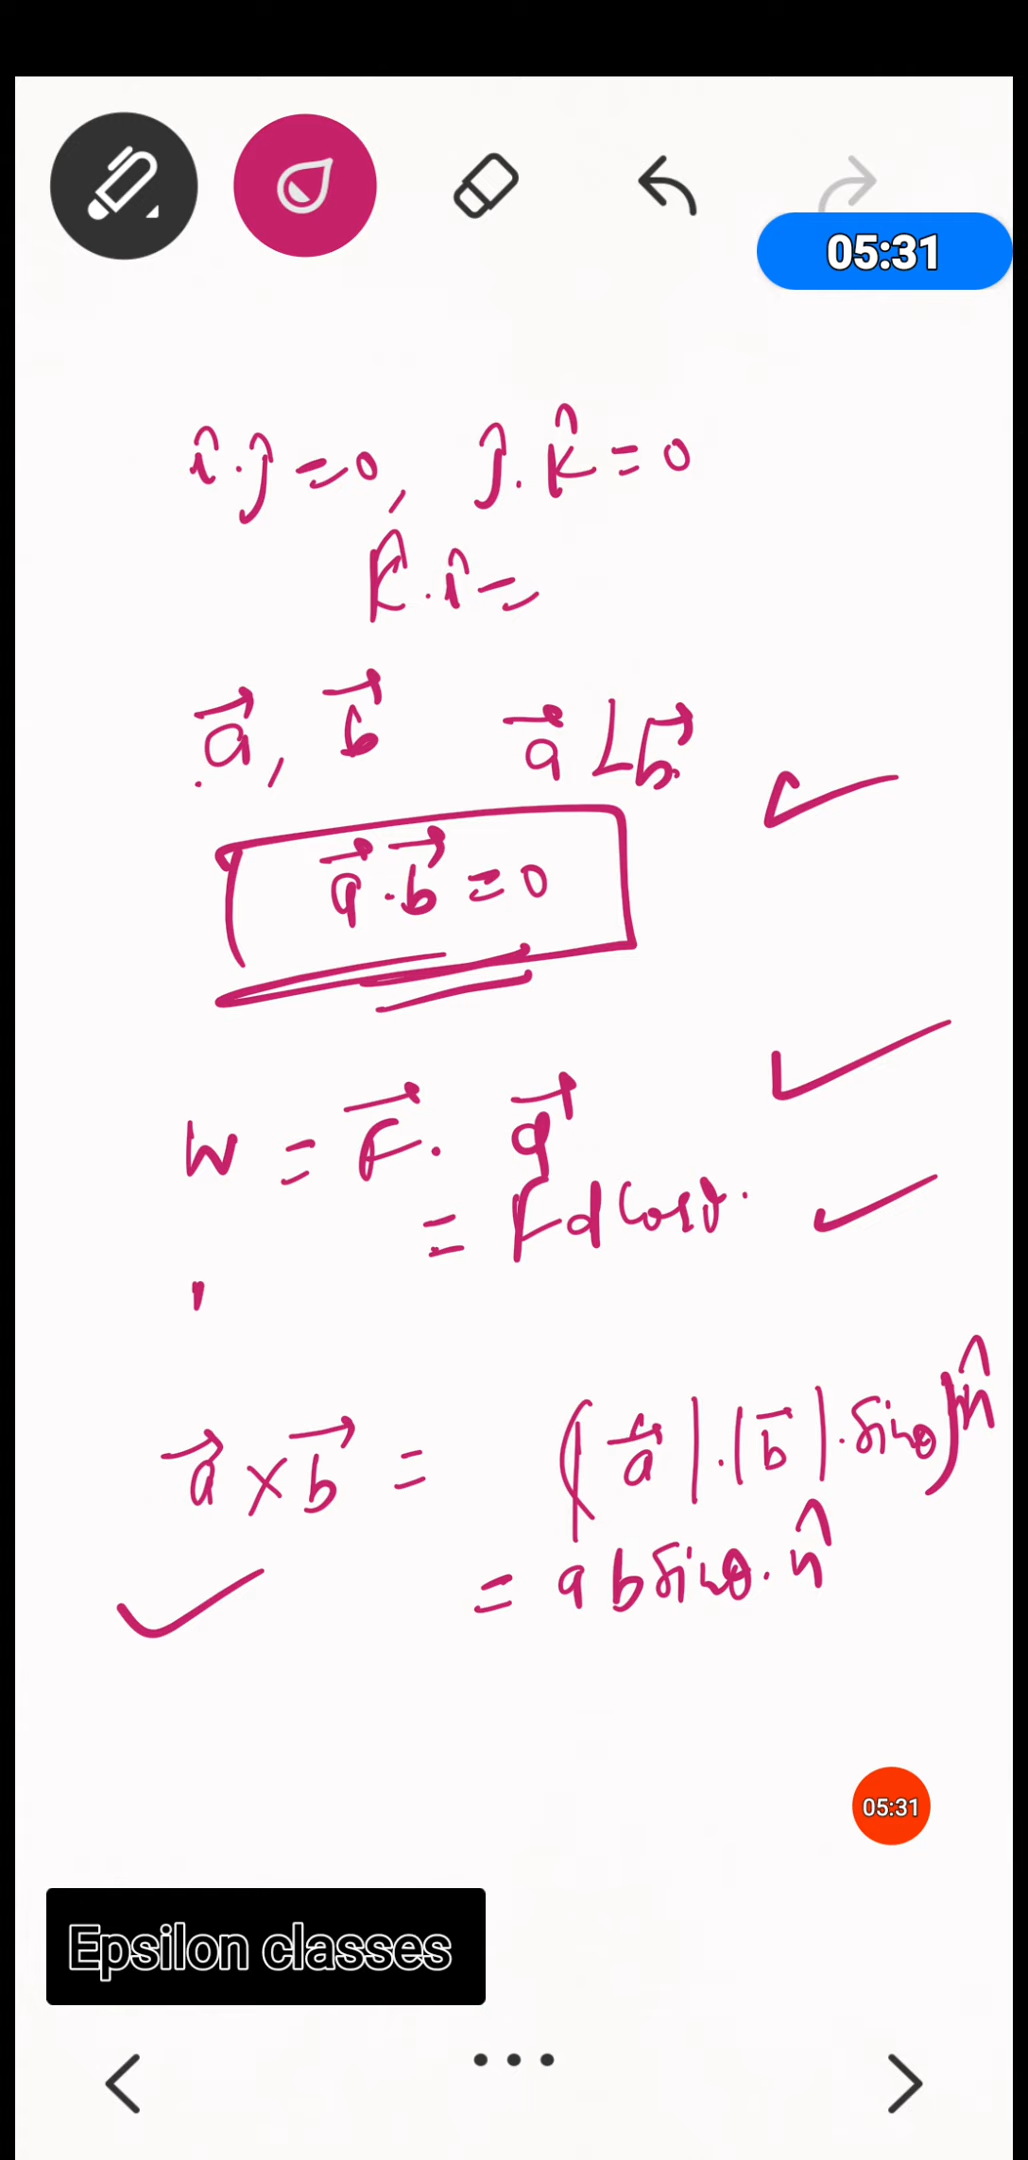 05:31
î·ĵ=0, ĵ.k̂=0
k̂.î=
a⃗, b⃗ a⃗⊥b⃗
a⃗·b⃗=0
W = F⃗. d⃗
= Fd Cosθ.
a⃗×b⃗ = (|a⃗|.|b⃗|.Sinθ)n̂
= ab Sinθ.n̂
05:31
Epsilon classes